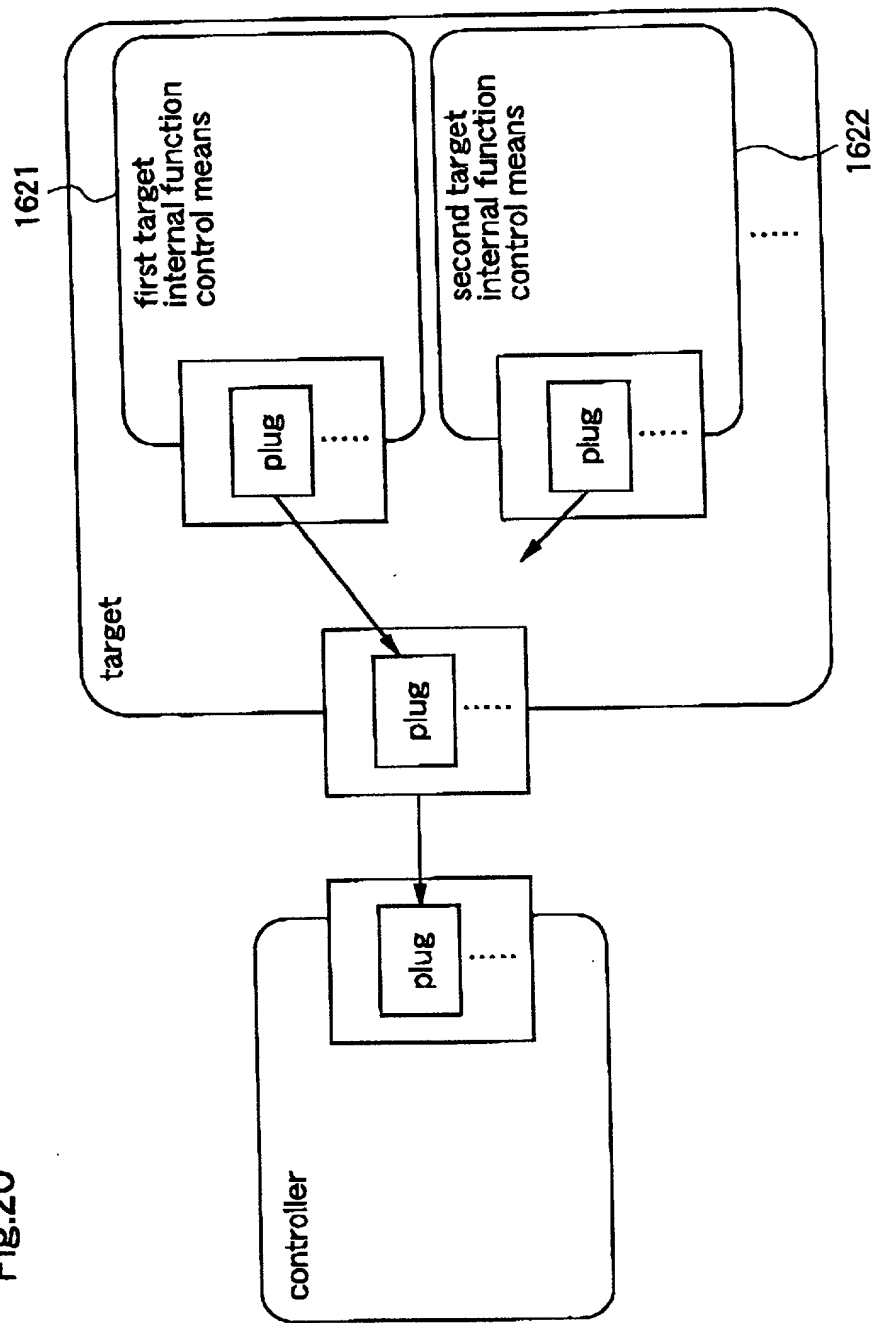 Fig.20
controller
plug
.....
plug
.....
target
plug
.....
plug
.....
first target
internal function
control means
1621
second target
internal function
control means
1622
.....